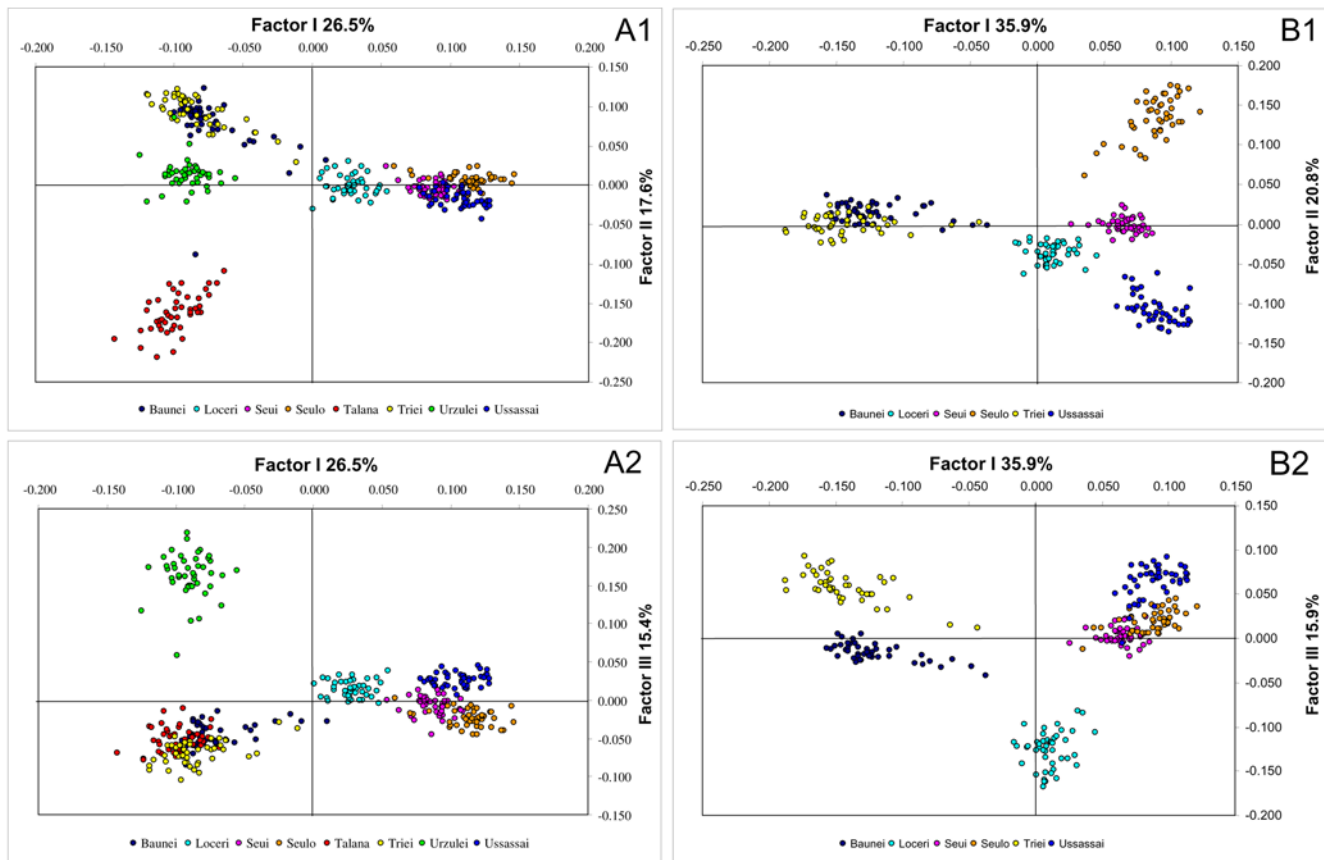 Factor I 26.5%
A1
-0.200 -0.150 -0.100 -0.050 0.000 0.050 0.100 0.150 0.200
0.150
0.100
0.050
0.000
-0.050
-0.100
-0.150
-0.200
-0.250
Factor II 17.6%
Baunei Loceri Seui Seulo Talana Triei Urzulei Ussassai
Factor I 35.9%
B1
-0.250 -0.200 -0.150 -0.100 -0.050 0.000 0.050 0.100 0.150
0.200
0.150
0.100
0.050
0.000
-0.050
-0.100
-0.150
-0.200
Factor II 20.8%
Baunei Loceri Seui Seulo Triei Ussassai
Factor I 26.5%
A2
-0.200 -0.150 -0.100 -0.050 0.000 0.050 0.100 0.150 0.200
0.250
0.200
0.150
0.100
0.050
0.000
-0.050
-0.100
-0.150
Factor III 15.4%
Baunei Loceri Seui Seulo Talana Triei Urzulei Ussassai
Factor I 35.9%
B2
-0.250 -0.200 -0.150 -0.100 -0.050 0.000 0.050 0.100 0.150
0.150
0.100
0.050
0.000
-0.050
-0.100
-0.150
-0.200
Factor III 15.9%
Baunei Loceri Seui Seulo Triei Ussassai